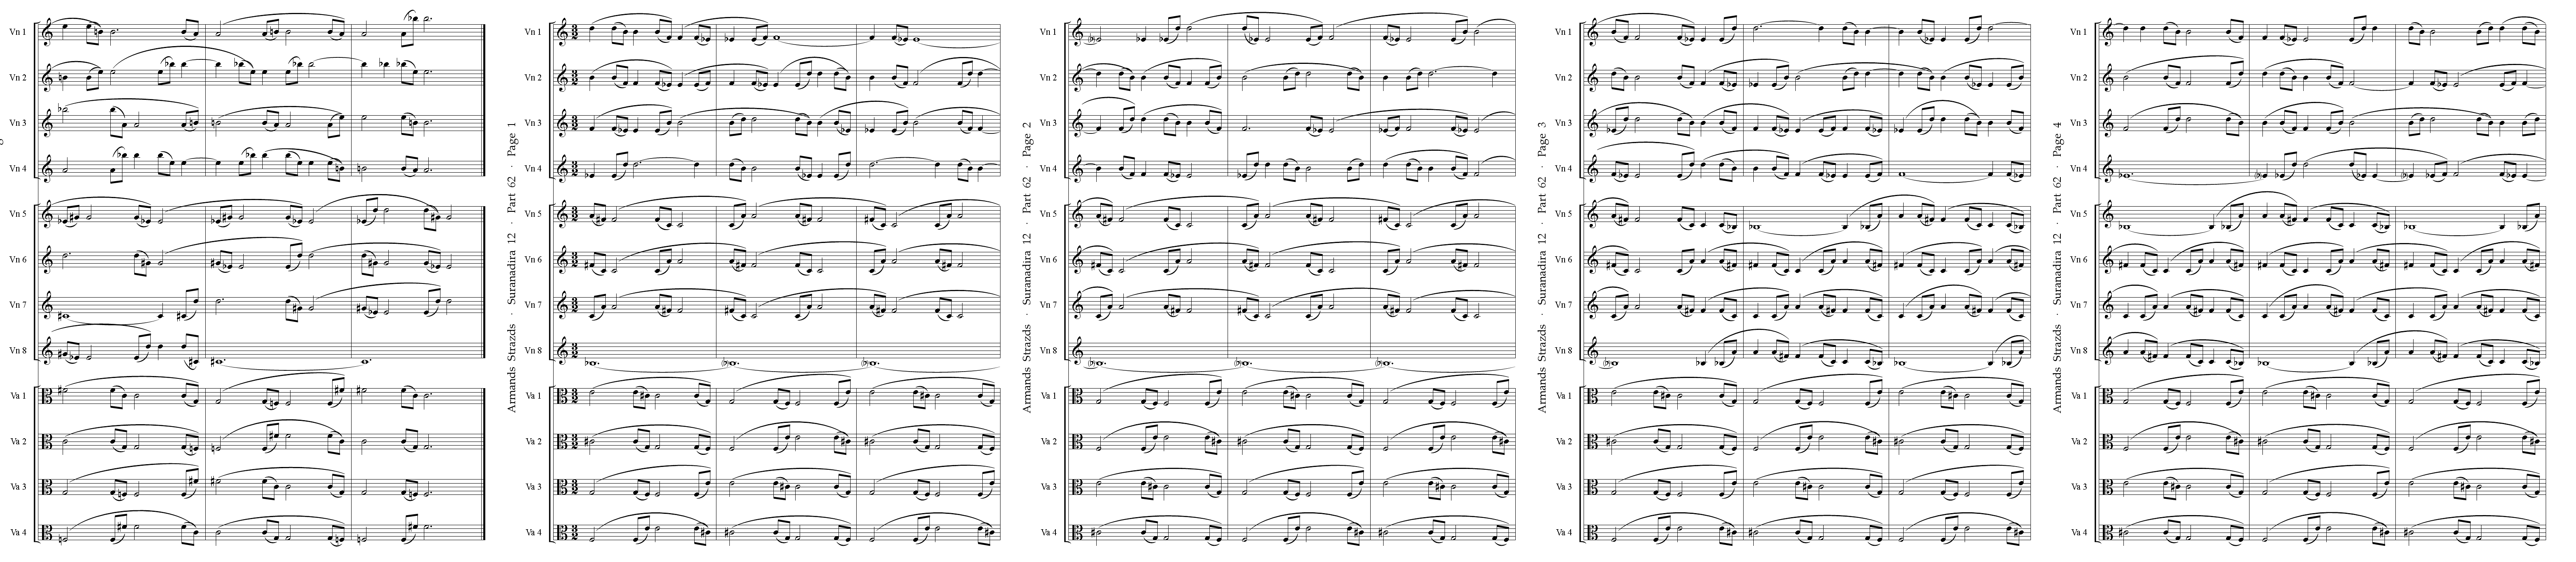 Vn 1
Vn 2
Vn 3
Vn 4
Vn 5
Vn 6
Vn 7
Vn 8
Va 1
Va 2
Va 3
Va 4
Armands Strazds · Suranadira 12 · Part 62 · Page 1
Vn 1
Vn 2
Vn 3
Vn 4
Vn 5
Vn 6
Vn 7
Vn 8
Va 1
Va 2
Va 3
Va 4
Armands Strazds · Suranadira 12 · Part 62 · Page 2
Vn 1
Vn 2
Vn 3
Vn 4
Vn 5
Vn 6
Vn 7
Vn 8
Va 1
Va 2
Va 3
Va 4
Armands Strazds · Suranadira 12 · Part 62 · Page 3
Vn 1
Vn 2
Vn 3
Vn 4
Vn 5
Vn 6
Vn 7
Vn 8
Va 1
Va 2
Va 3
Va 4
Armands Strazds · Suranadira 12 · Part 62 · Page 4
Vn 1
Vn 2
Vn 3
Vn 4
Vn 5
Vn 6
Vn 7
Vn 8
Va 1
Va 2
Va 3
Va 4